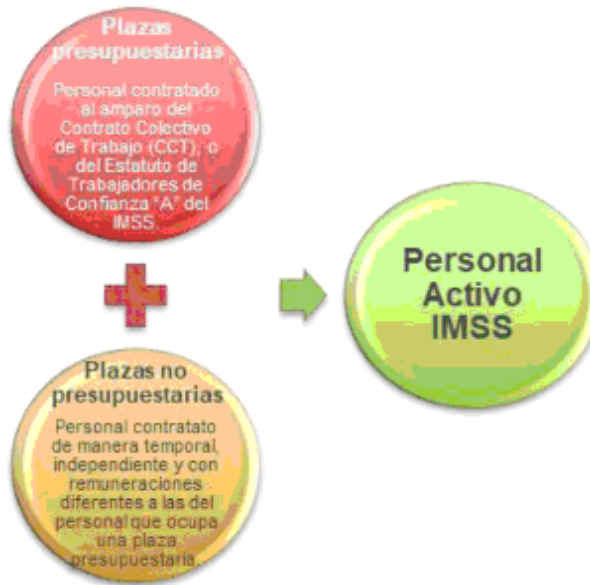 Plazas
presupuestarias
Personal contratado
al amparo del
Contrato Colectivo
de Trabajo (CCT), o
del Estatuto de
Trabajadores de
Confianza "A" del
IMSS
Personal
Activo
IMSS
Plazas no
presupuestarias
Personal contratato
de manera temporal,
independiente y con
remuneraciones
diferentes a las del
personal que ocupa
una plaza
presupuestaria.